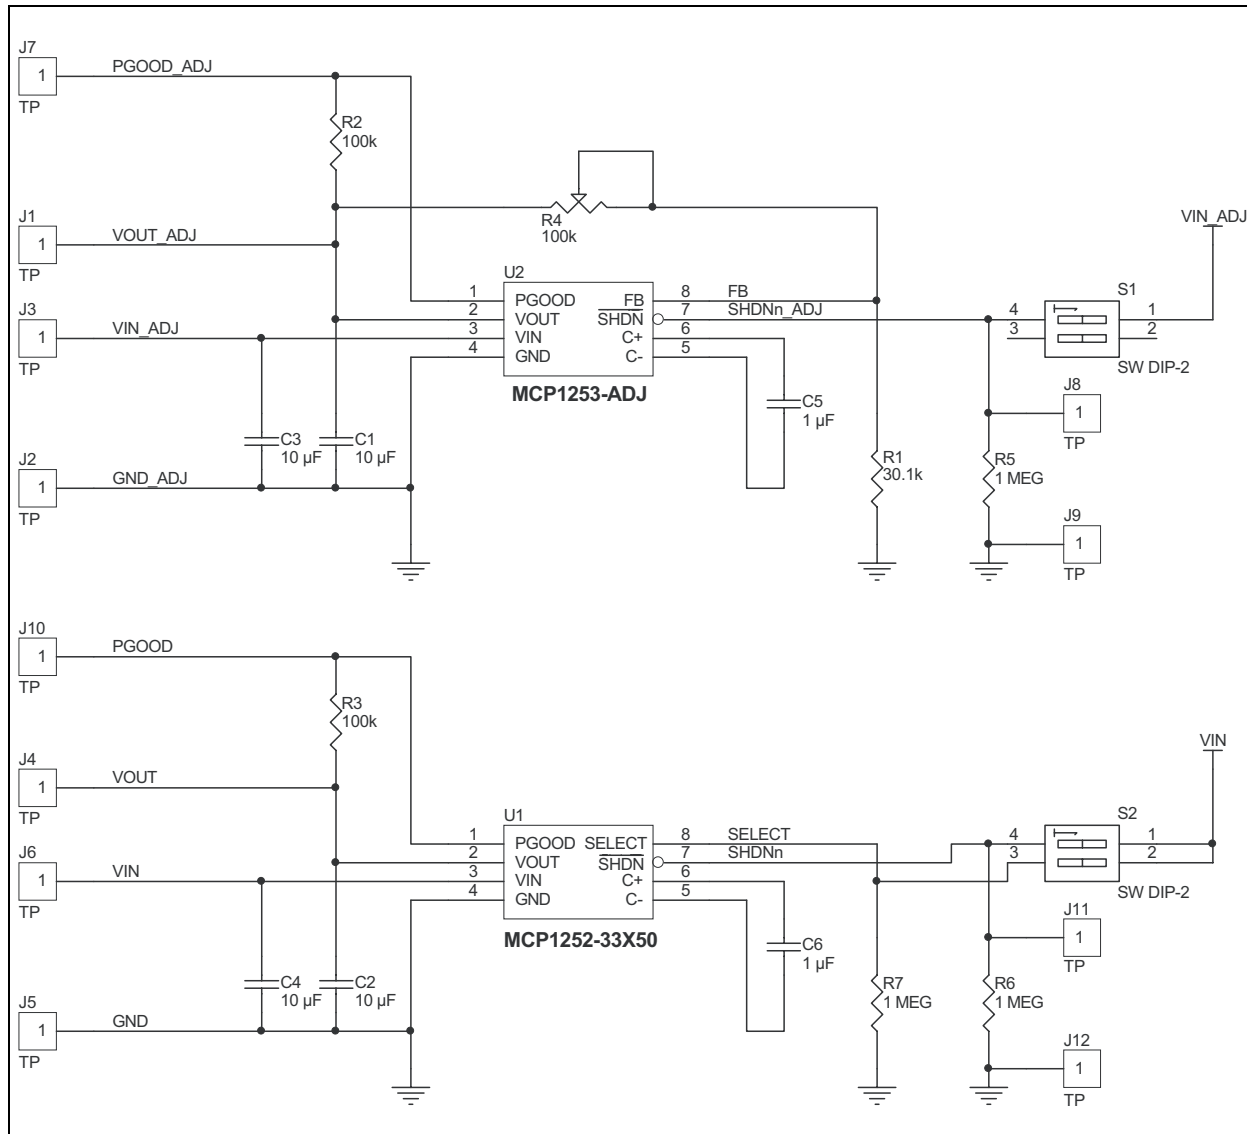 J7
1
PGOOD_ADJ
TP
R2
100k
J1
1
VOUT_ADJ
TP
R4
100k
VIN_ADJ
J3
1
VIN_ADJ
TP
U2
1 PGOOD FB 8 FB
2 VOUT SHDN 7 SHDNn_ADJ
3 VIN C+ 6
4 GND C- 5
MCP1253-ADJ
S1
4 1
3 2
SW DIP-2
J8
1
TP
C5
1 µF
C3
10 µF
C1
10 µF
R1
30.1k
R5
1 MEG
J2
1
GND_ADJ
TP
J9
1
TP
J10
1
PGOOD
TP
R3
100k
J4
1
VOUT
TP
VIN
J6
1
VIN
TP
U1
1 PGOOD SELECT 8 SELECT
2 VOUT SHDN 7 SHDNn
3 VIN C+ 6
4 GND C- 5
MCP1252-33X50
S2
4 1
3 2
SW DIP-2
J11
1
TP
C6
1 µF
C4
10 µF
C2
10 µF
R7
1 MEG
R6
1 MEG
J5
1
GND
TP
J12
1
TP